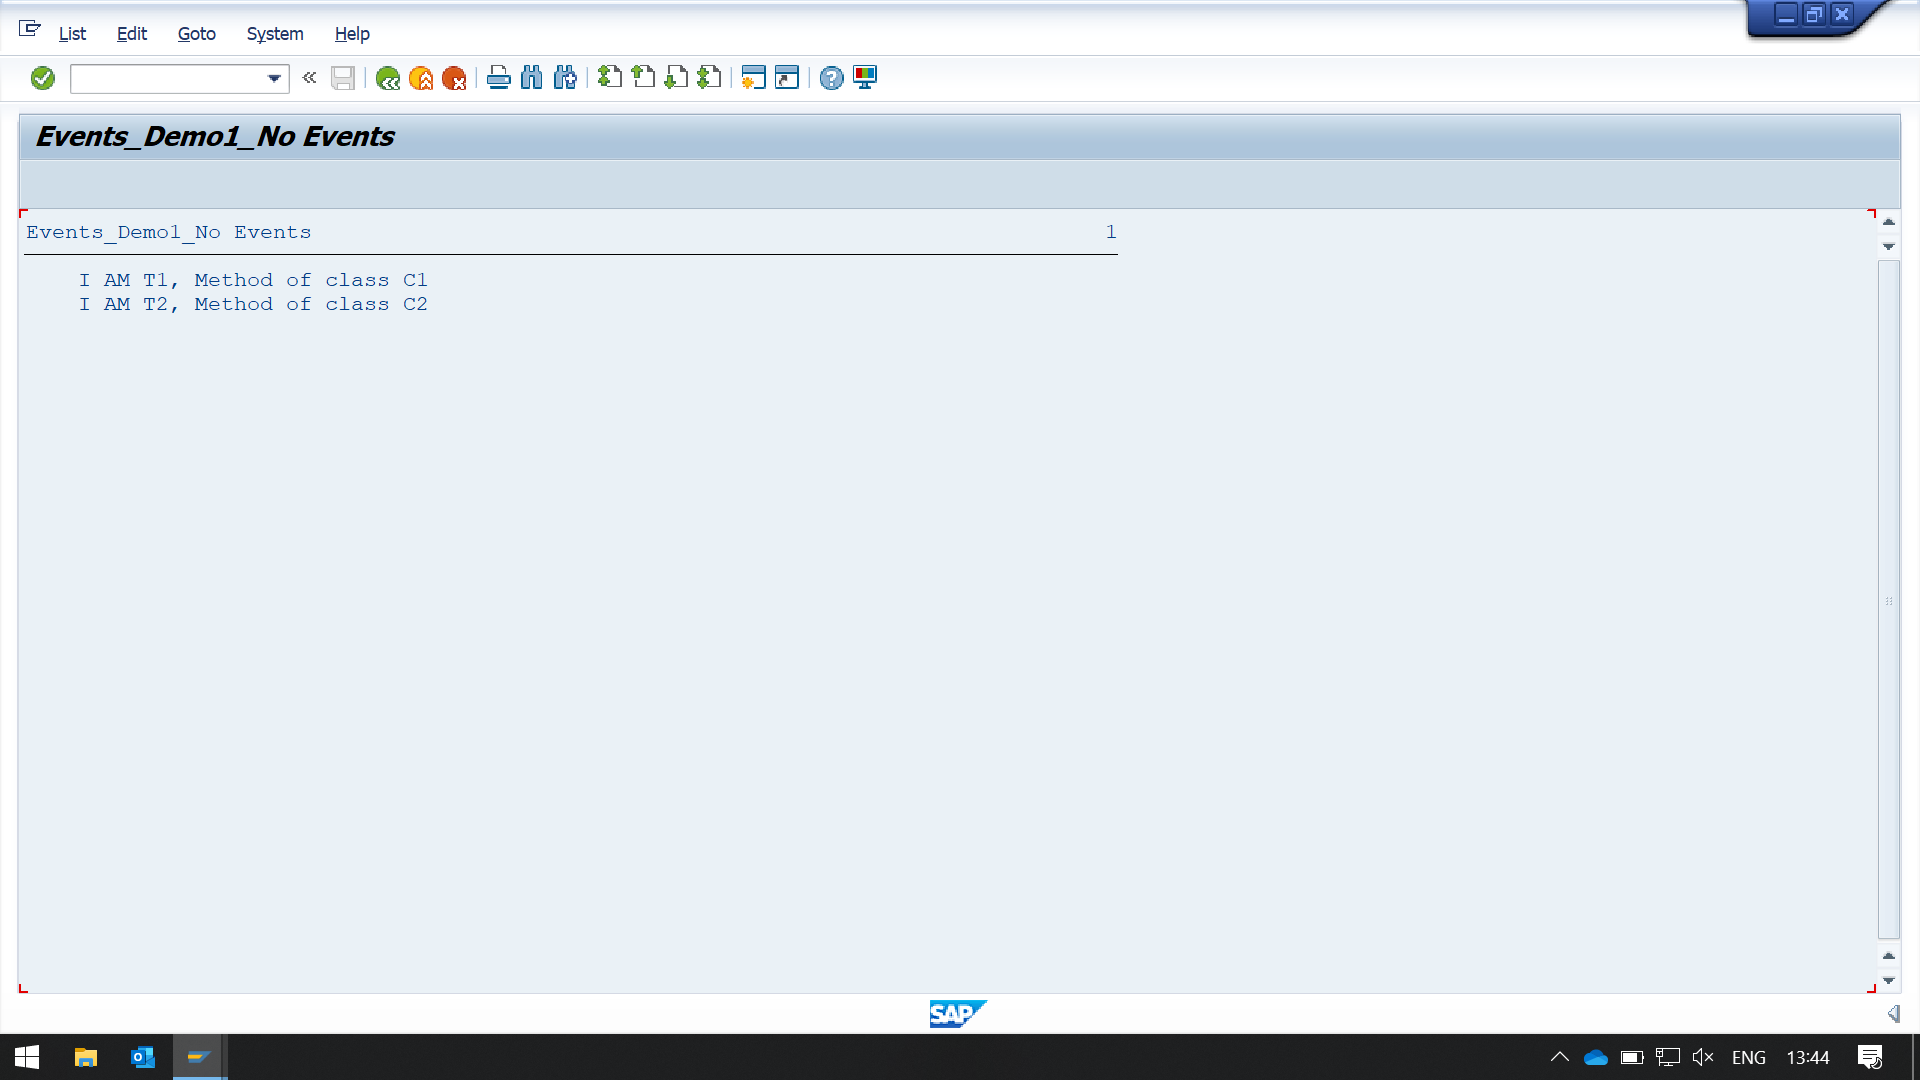 List Edit Goto System Help
Events_Demo1_No Events
Events_Demo1_No Events 1
I AM T1, Method of class C1
I AM T2, Method of class C2
SAP
ENG 13:44